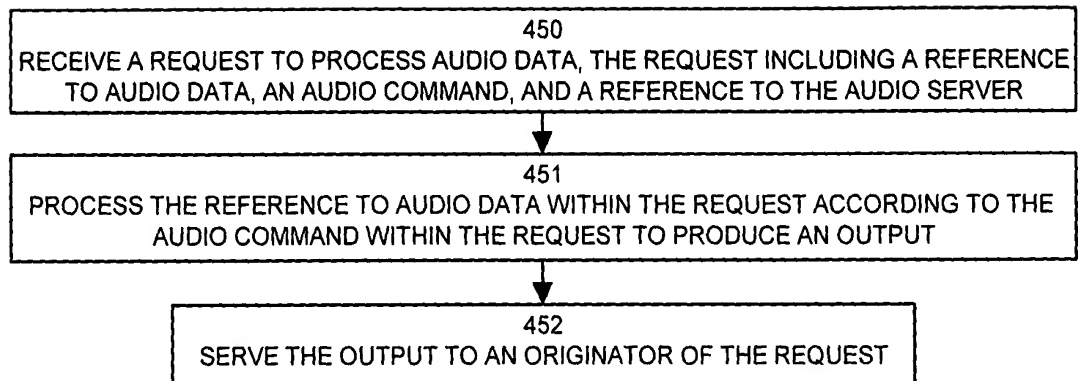 450
RECEIVE A REQUEST TO PROCESS AUDIO DATA, THE REQUEST INCLUDING A REFERENCE
TO AUDIO DATA, AN AUDIO COMMAND, AND A REFERENCE TO THE AUDIO SERVER
451
PROCESS THE REFERENCE TO AUDIO DATA WITHIN THE REQUEST ACCORDING TO THE
AUDIO COMMAND WITHIN THE REQUEST TO PRODUCE AN OUTPUT
452
SERVE THE OUTPUT TO AN ORIGINATOR OF THE REQUEST